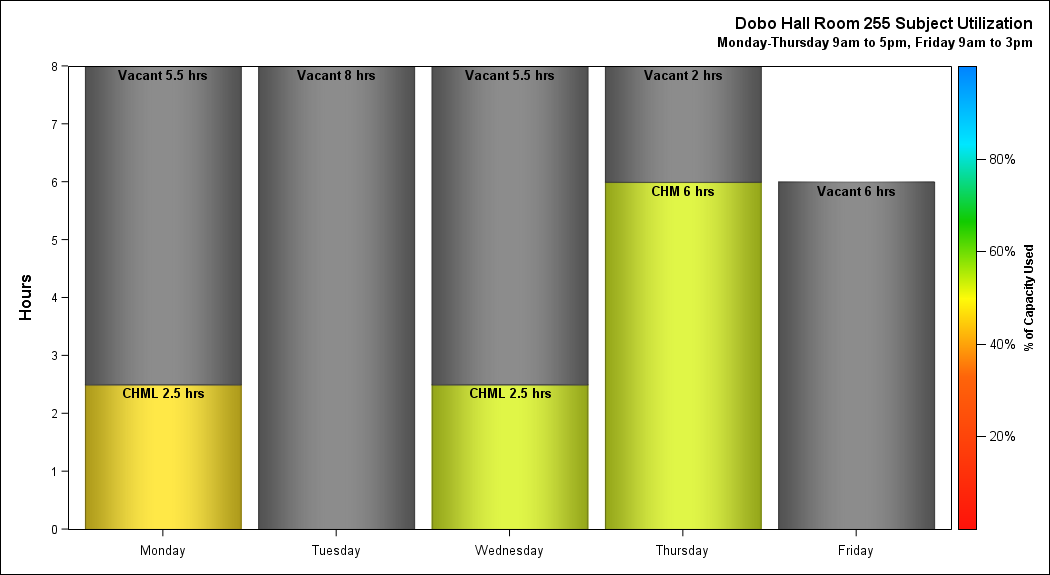 Dobo Hall Room 255 Subject Utilization
Monday-Thursday 9am to 5pm, Friday 9am to 3pm
8
7
6
5
4
3
2
1
0
Hours
Vacant 5.5 hrs
Vacant 8 hrs
Vacant 5.5 hrs
Vacant 2 hrs
CHM 6 hrs
Vacant 6 hrs
CHML 2.5 hrs
CHML 2.5 hrs
Monday
Tuesday
Wednesday
Thursday
Friday
80%
60%
40%
20%
% of Capacity Used